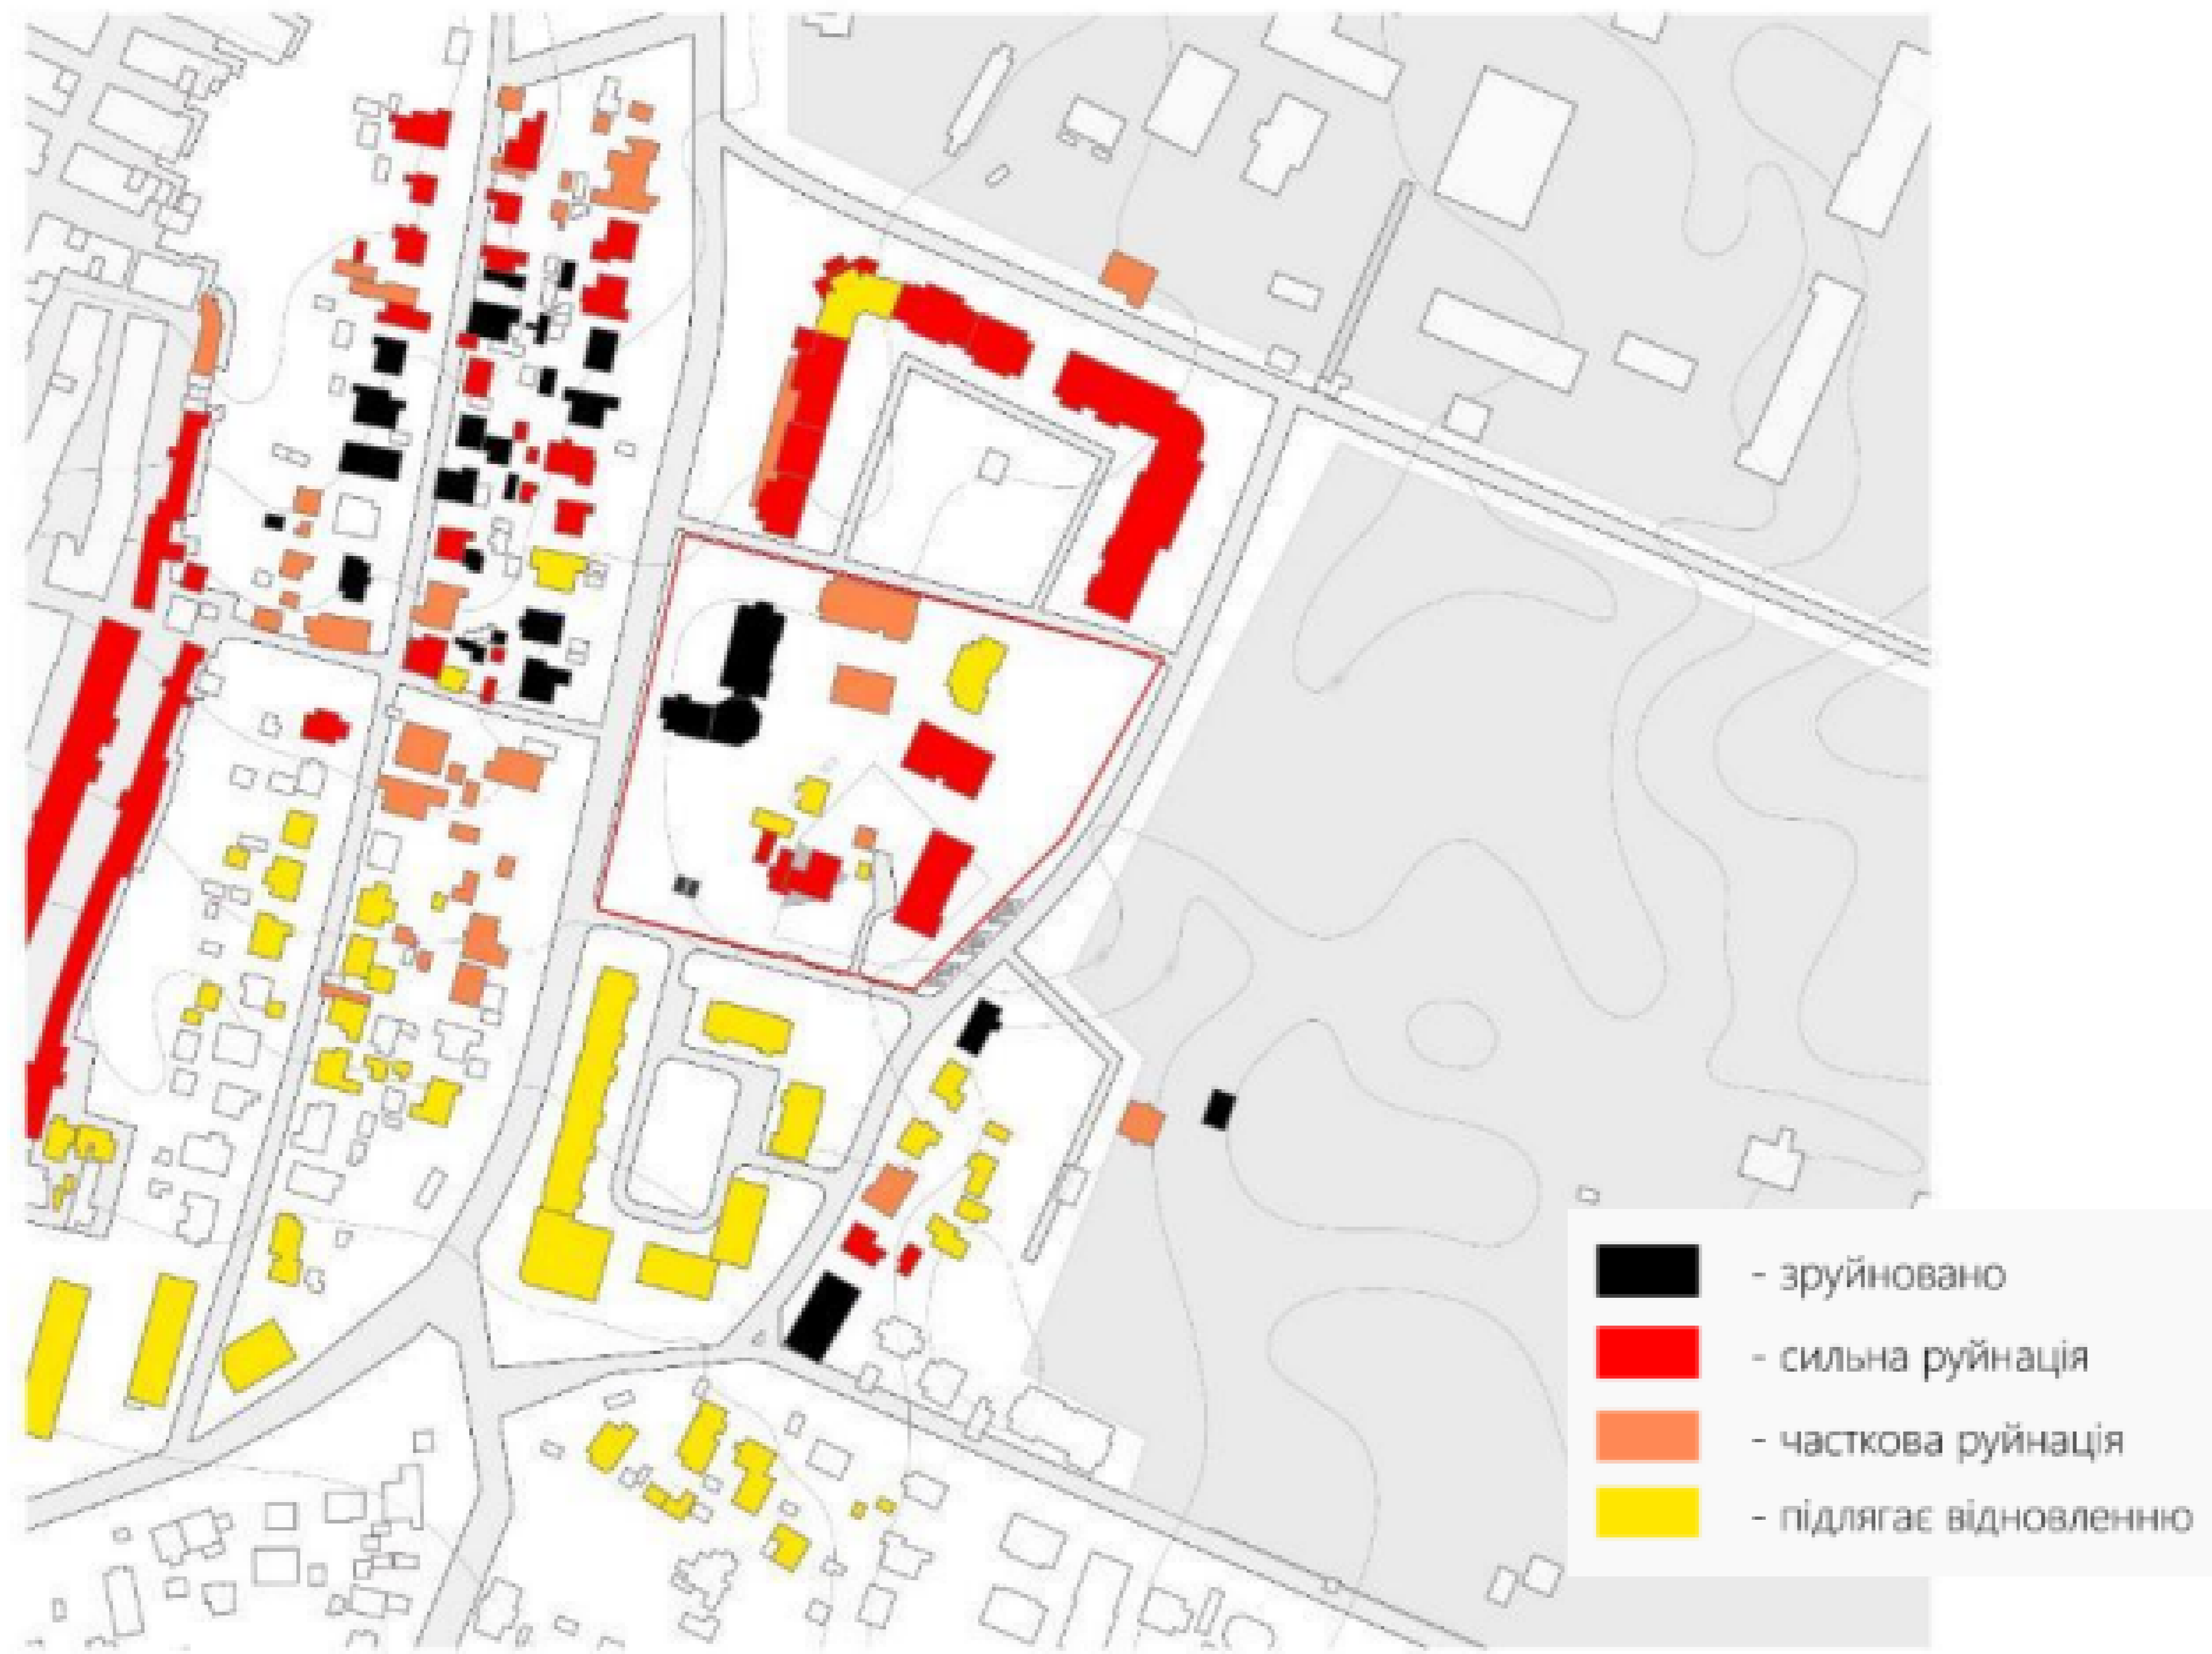 - зруйновано
- сильна руйнація
- часткова руйнація
- підлягає відновленню